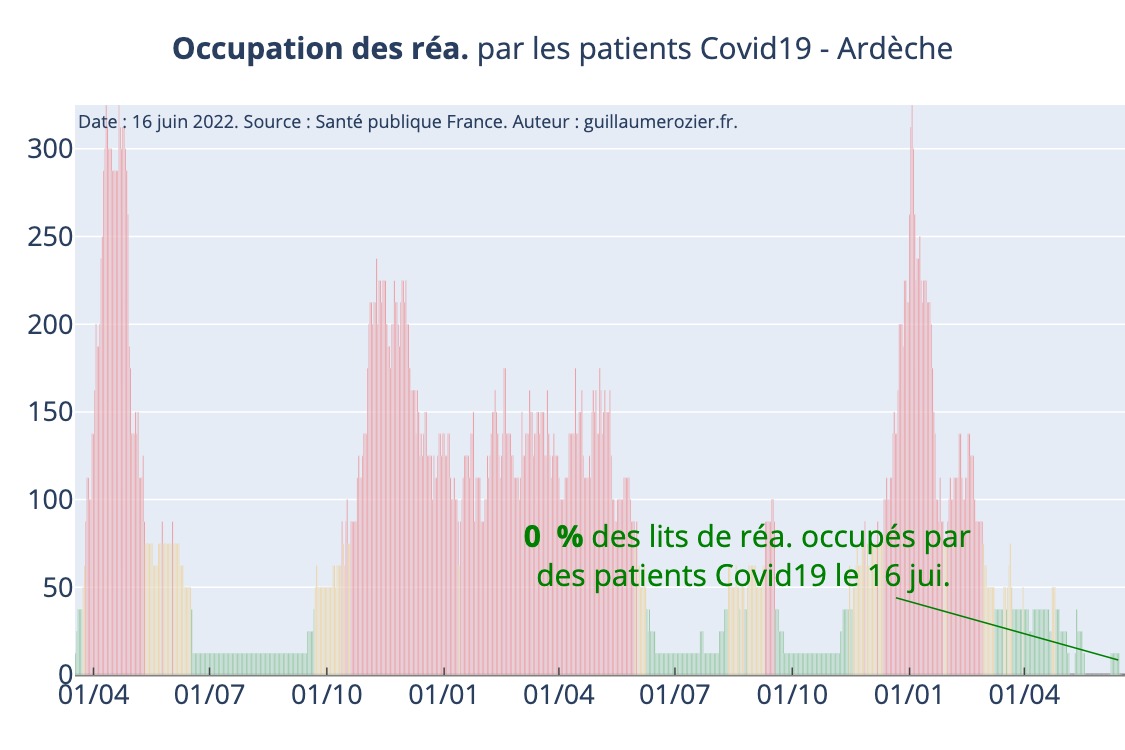 Occupation des réa. par les patients Covid19 - Ardèche
Date : 16 juin 2022. Source : Santé publique France. Auteur : guillaumerozier.fr.
300
250
200
150
100
0 % des lits de réa. occupés par
des patients Covid19 le 16 jui.
50
0
01/04 01/07 01/10 01/01 01/04 01/07 01/10 01/01 01/04